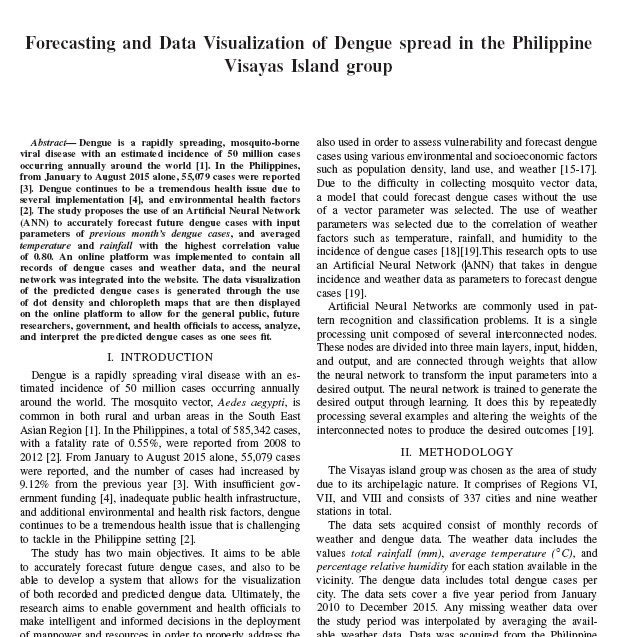 Forecasting and Data Visualization of Dengue spread in the Philippine
Visayas Island group
Abstract— Dengue is a rapidly spreading, mosquito-borne
viral disease with an estimated incidence of 50 million cases
occurring annually around the world [1]. In the Philippines,
from January to August 2015 alone, 55,079 cases were reported
[3]. Dengue continues to be a tremendous health issue due to
several implementation [4], and environmental health factors
[2]. The study proposes the use of an Artificial Neural Network
(ANN) to accurately forecast future dengue cases with input
parameters of previous month's dengue cases, and averaged
temperature and rainfall with the highest correlation value
of 0.80. An online platform was implemented to contain all
records of dengue cases and weather data, and the neural
network was integrated into the website. The data visualization
of the predicted dengue cases is generated through the use
of dot density and chloropleth maps that are then displayed
on the online platform to allow for the general public, future
researchers, government, and health officials to access, analyze,
and interpret the predicted dengue cases as one sees fit.
I. INTRODUCTION
Dengue is a rapidly spreading viral disease with an es-
timated incidence of 50 million cases occurring annually
around the world. The mosquito vector, Aedes aegypti, is
common in both rural and urban areas in the South East
Asian Region [1]. In the Philippines, a total of 585,342 cases,
with a fatality rate of 0.55%, were reported from 2008 to
2012 [2]. From January to August 2015 alone, 55,079 cases
were reported, and the number of cases had increased by
9.12% from the previous year [3]. With insufficient gov-
ernment funding [4], inadequate public health infrastructure,
and additional environmental and health risk factors, dengue
continues to be a tremendous health issue that is challenging
to tackle in the Philippine setting [2].
The study has two main objectives. It aims to be able
to accurately forecast future dengue cases, and also to be
able to develop a system that allows for the visualization
of both recorded and predicted dengue data. Ultimately, the
research aims to enable government and health officials to
make intelligent and informed decisions in the deployment
of manpower and resources in order to properly address the
also used in order to assess vulnerability and forecast dengue
cases using various environmental and socioeconomic factors
such as population density, land use, and weather [15-17].
Due to the difficulty in collecting mosquito vector data,
a model that could forecast dengue cases without the use
of a vector parameter was selected. The use of weather
parameters was selected due to the correlation of weather
factors such as temperature, rainfall, and humidity to the
incidence of dengue cases [18][19].This research opts to use
an Artificial Neural Network (ANN) that takes in dengue
incidence and weather data as parameters to forecast dengue
cases [19].
Artificial Neural Networks are commonly used in pat-
tern recognition and classification problems. It is a single
processing unit composed of several interconnected nodes.
These nodes are divided into three main layers, input, hidden,
and output, and are connected through weights that allow
the neural network to transform the input parameters into a
desired output. The neural network is trained to generate the
desired output through learning. It does this by repeatedly
processing several examples and altering the weights of the
interconnected notes to produce the desired outcomes [19].
II. METHODOLOGY
The Visayas island group was chosen as the area of study
due to its archipelagic nature. It comprises of Regions VI,
VII, and VIII and consists of 337 cities and nine weather
stations in total.
The data sets acquired consist of monthly records of
weather and dengue data. The weather data includes the
values total rainfall (mm), average temperature (°C), and
percentage relative humidity for each station available in the
vicinity. The dengue data includes total dengue cases per
city. The data sets cover a five year period from January
2010 to December 2015. Any missing weather data over
the study period was interpolated by averaging the avail-
able weather data. Data was acquired from the Philippine